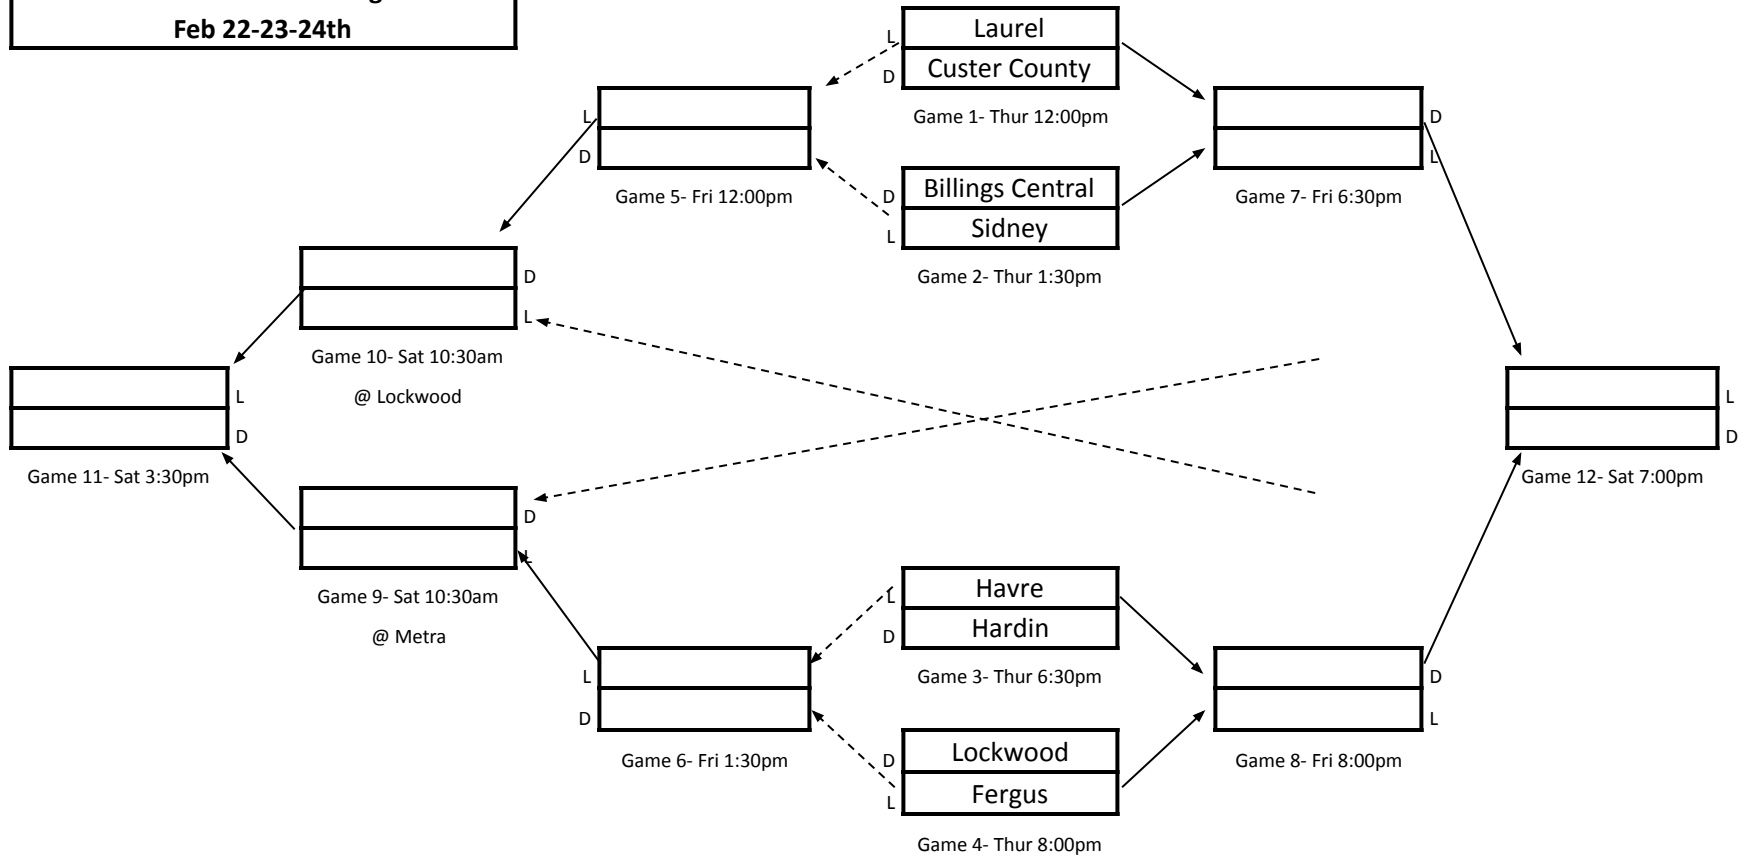 Feb 22-23-24th
L
Laurel
D
Custer County
Game 1- Thur 12:00pm
L
D
Game 5- Fri 12:00pm
D
Billings Central
L
Sidney
Game 2- Thur 1:30pm
D
L
Game 7- Fri 6:30pm
D
L
Game 10- Sat 10:30am
@ Lockwood
L
D
Game 11- Sat 3:30pm
L
D
Game 12- Sat 7:00pm
D
L
Game 9- Sat 10:30am
@ Metra
L
Havre
D
Hardin
Game 3- Thur 6:30pm
L
D
Game 6- Fri 1:30pm
D
Lockwood
L
Fergus
Game 4- Thur 8:00pm
D
L
Game 8- Fri 8:00pm